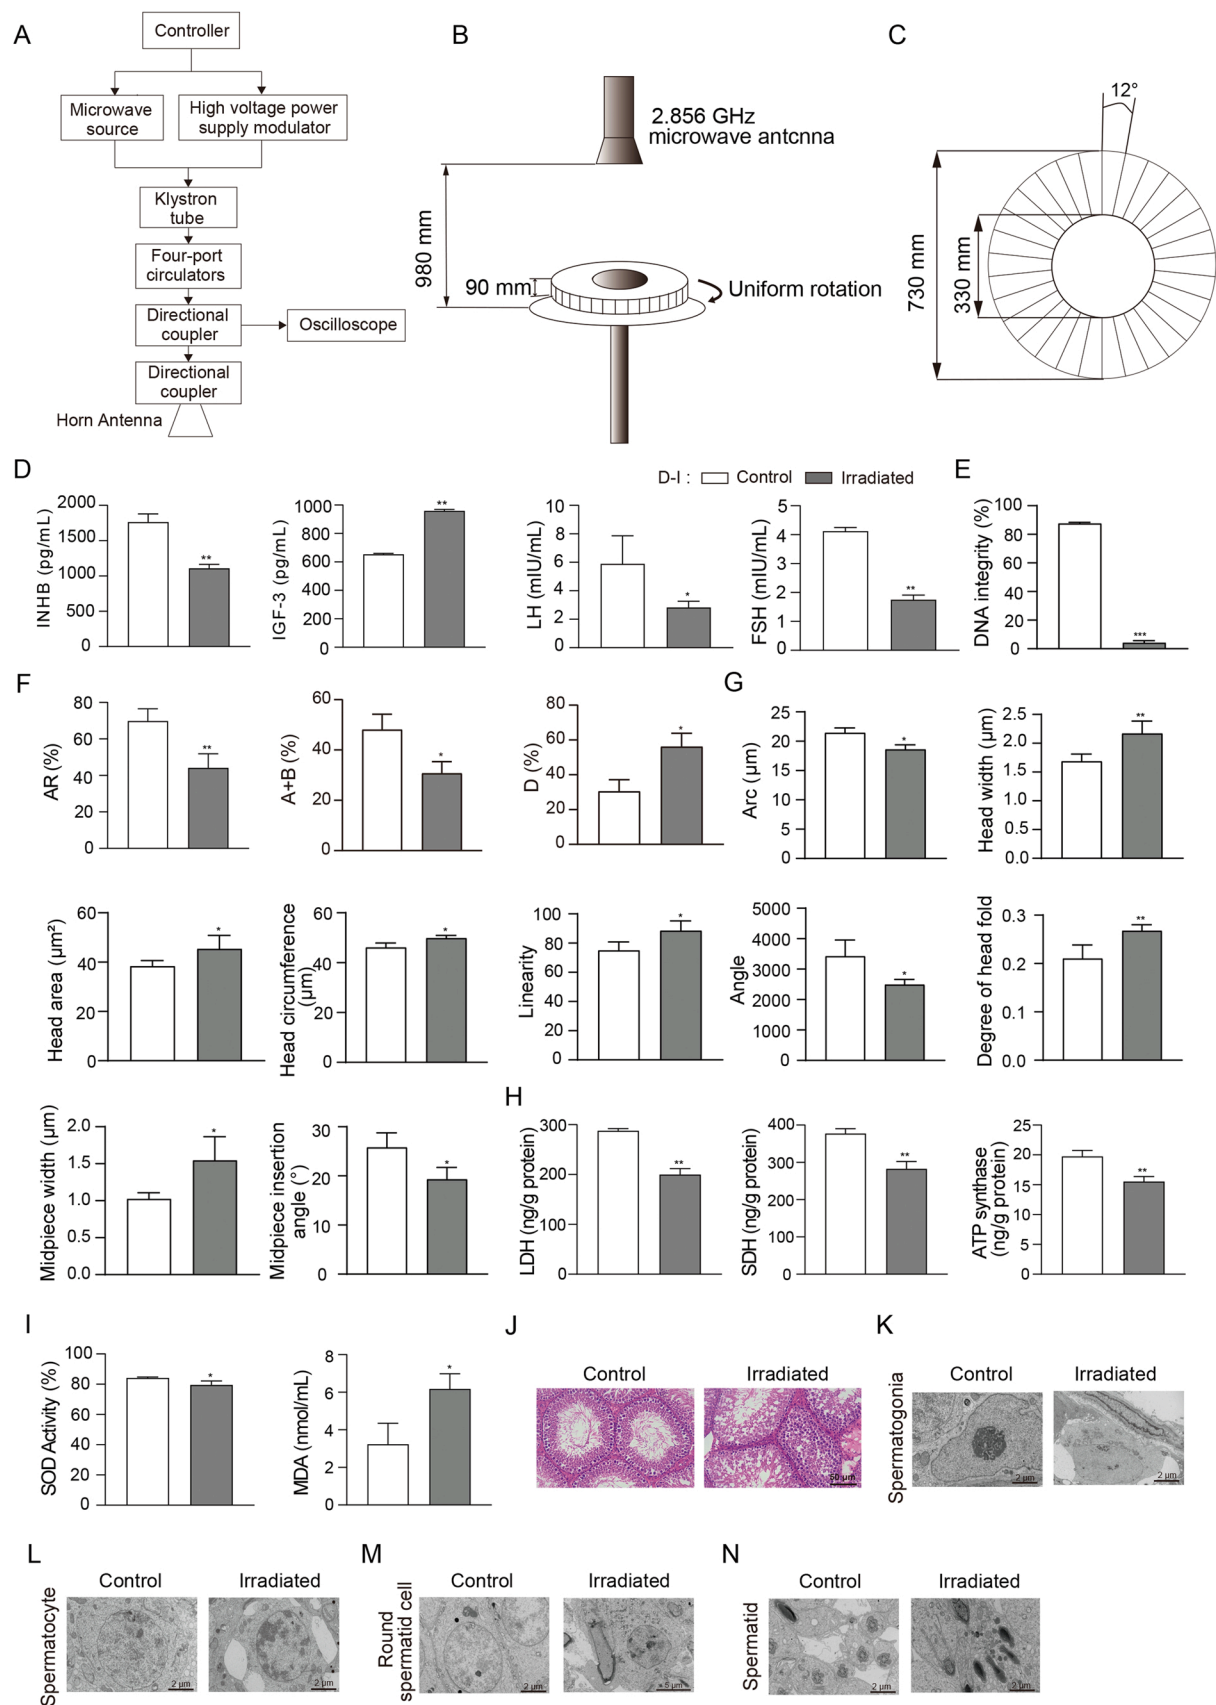 A
Controller
Microwave
source
High voltage power
supply modulator
Klystron
tube
Four-port
circulators
Directional
coupler
Oscilloscope
Directional
coupler
Horn Antenna
B
2.856 GHz
microwave antcnna
980 mm
90 mm
Uniform rotation
C
12°
730 mm
330 mm
D
D-I :
Control
Irradiated
INHB (pg/mL)
2000
1500
1000
500
0
**
IGF-3 (pg/mL)
1000
800
600
400
200
0
**
LH (mIU/mL)
10
8
6
4
2
0
*
FSH (mIU/mL)
5
4
3
2
1
0
**
E
DNA integrity (%)
100
80
60
40
20
0
***
F
AR (%)
80
60
40
20
0
**
A+B (%)
60
40
20
0
*
D (%)
80
60
40
20
0
*
G
Arc (µm)
25
20
15
10
5
0
*
Head width (µm)
2.5
2.0
1.5
1.0
0.5
0.0
**
Head area (µm²)
60
40
20
0
*
Head circumference
(µm)
60
40
20
0
*
Linearity
100
80
60
40
20
0
*
Angle
5000
4000
3000
2000
1000
0
*
Degree of head fold
0.3
0.2
0.1
0.0
**
Midpiece width (µm)
2.0
1.5
1.0
0.5
0.0
*
Midpiece insertion
angle (°)
30
20
10
0
*
H
LDH (ng/g protein)
300
200
100
0
**
SDH (ng/g protein)
400
300
200
100
0
**
ATP synthase
(ng/g protein)
25
20
15
10
5
0
**
I
SOD Activity (%)
100
80
60
40
20
0
*
MDA (nmol/mL)
8
6
4
2
0
*
J
Control
Irradiated
50 µm
K
Spermatogonia
Control
Irradiated
2 µm
2 µm
L
Spermatocyte
Control
Irradiated
2 µm
2 µm
M
Round
spermatid cell
Control
Irradiated
2 µm
5 µm
N
Spermatid
Control
Irradiated
2 µm
2 µm